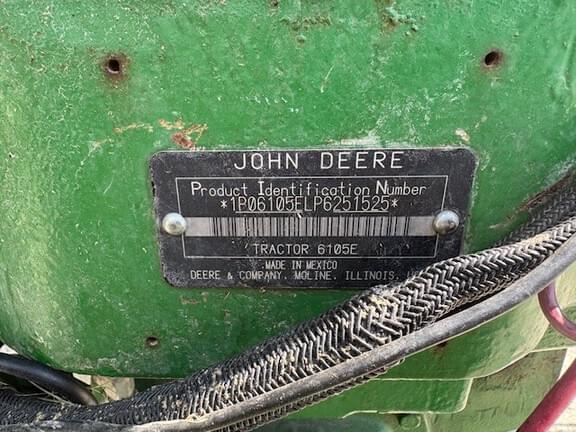 JOHN DEERE
Product Identification Number
*1P06105ELP6251525*
TRACTOR 6105E
MADE IN MEXICO
DEERE & COMPANY, MOLINE, ILLINOIS,